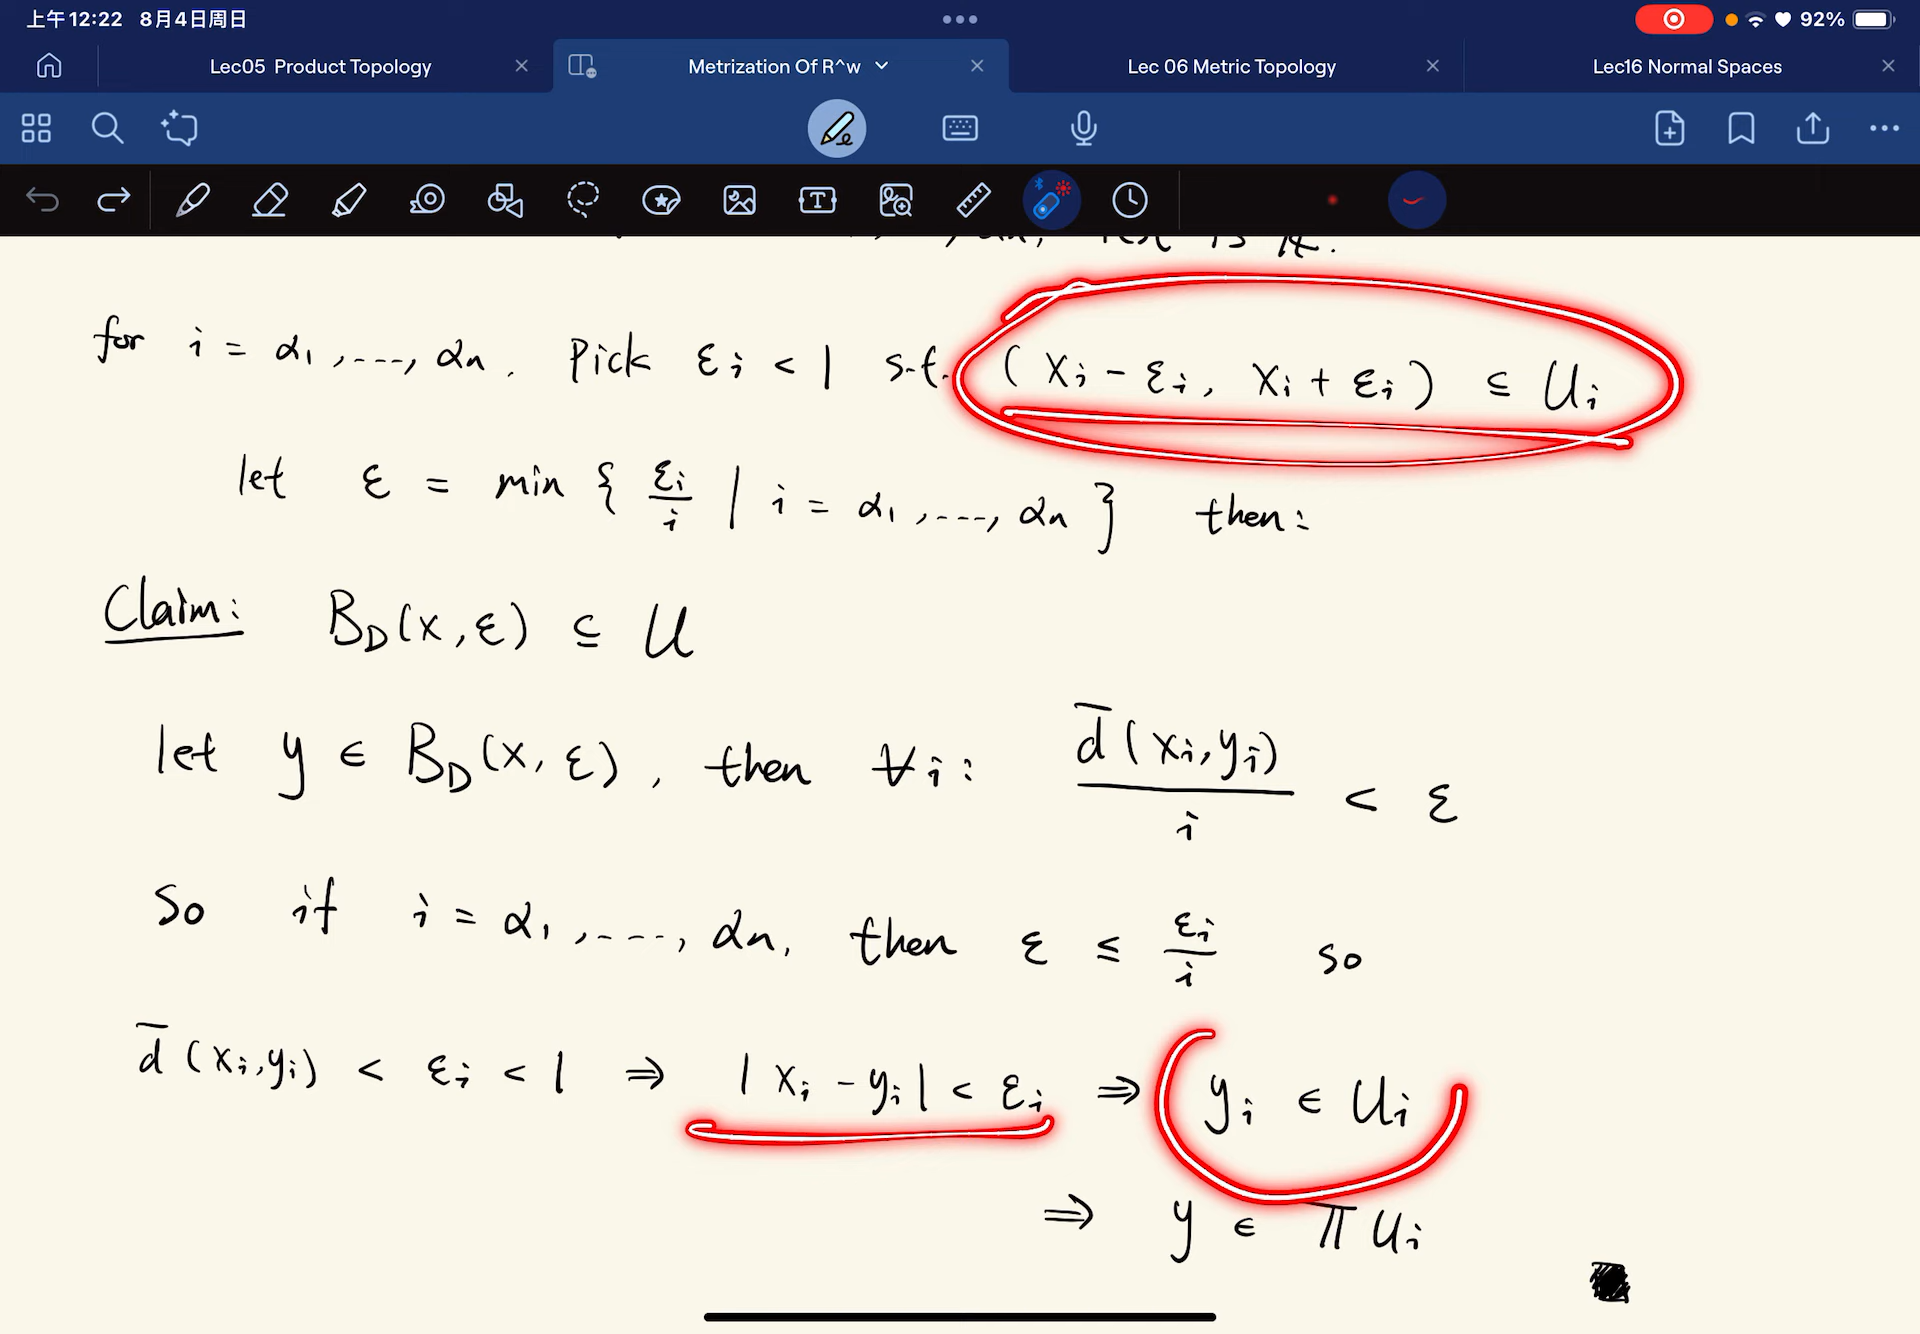 上午12:22 8月4日周日
92%
Lec05 Product Topology
Metrization Of R^w
Lec 06 Metric Topology
Lec16 Normal Spaces
is ℝ.
for i = α₁,---,αn. Pick εᵢ < 1 s.t. (xᵢ - εᵢ, xᵢ + εᵢ) ⊆ Uᵢ
let ε = min { εᵢ/i | i = α₁,---,αn } then:
Claim: B_D(x,ε) ⊆ U
let y ∈ B_D(x,ε), then ∀i: d̄(xᵢ,yᵢ)/i < ε
So if i = α₁,---,αn, then ε ≤ εᵢ/i so
d̄(xᵢ,yᵢ) < εᵢ < 1 ⇒ |xᵢ - yᵢ| < εᵢ ⇒ yᵢ ∈ Uᵢ
⇒ y ∈ πUᵢ